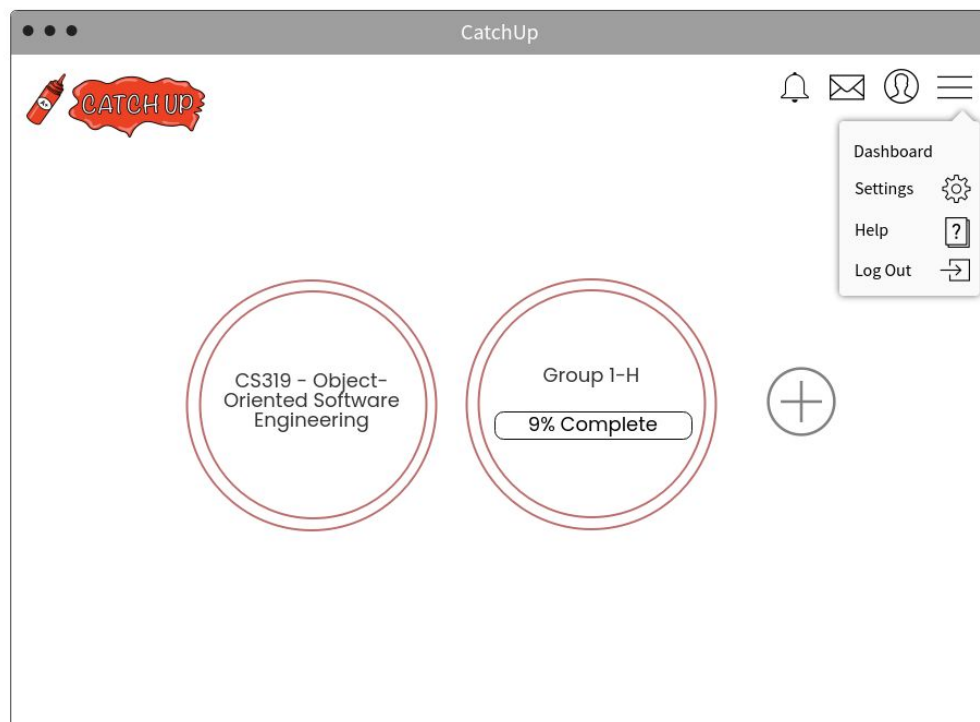 CatchUp
A+
CATCH UP
Dashboard
Settings
Help
?
Log Out
CS319 - Object-
Oriented Software
Engineering
Group 1-H
9% Complete